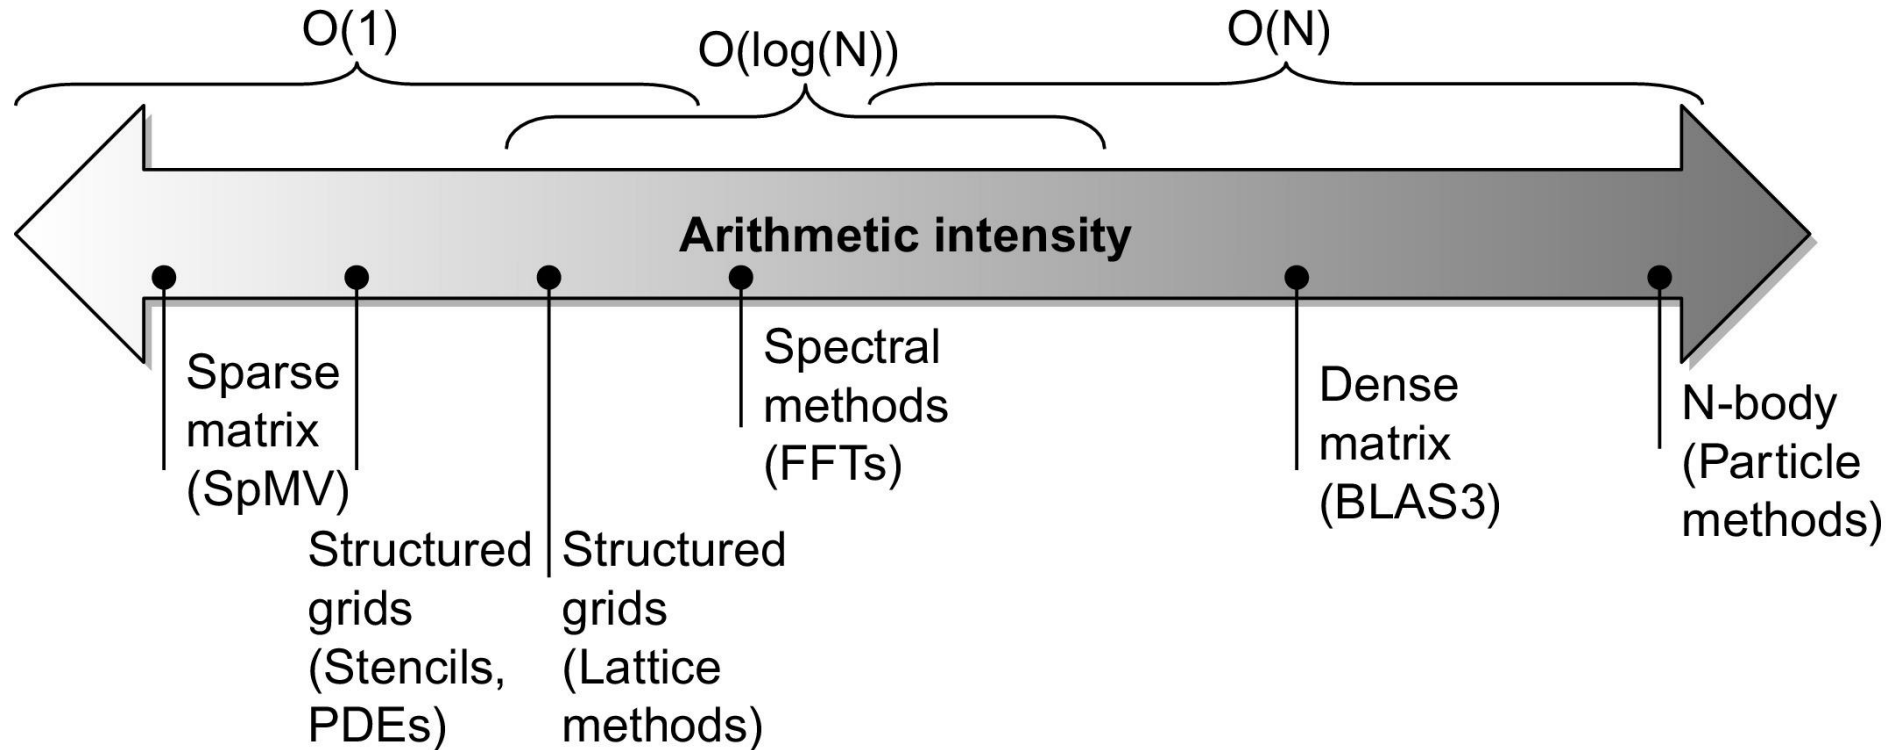 O(1)
O(log(N))
O(N)
Arithmetic intensity
Sparse
matrix
(SpMV)
Structured
grids
(Stencils,
PDEs)
Structured
grids
(Lattice
methods)
Spectral
methods
(FFTs)
Dense
matrix
(BLAS3)
N-body
(Particle
methods)